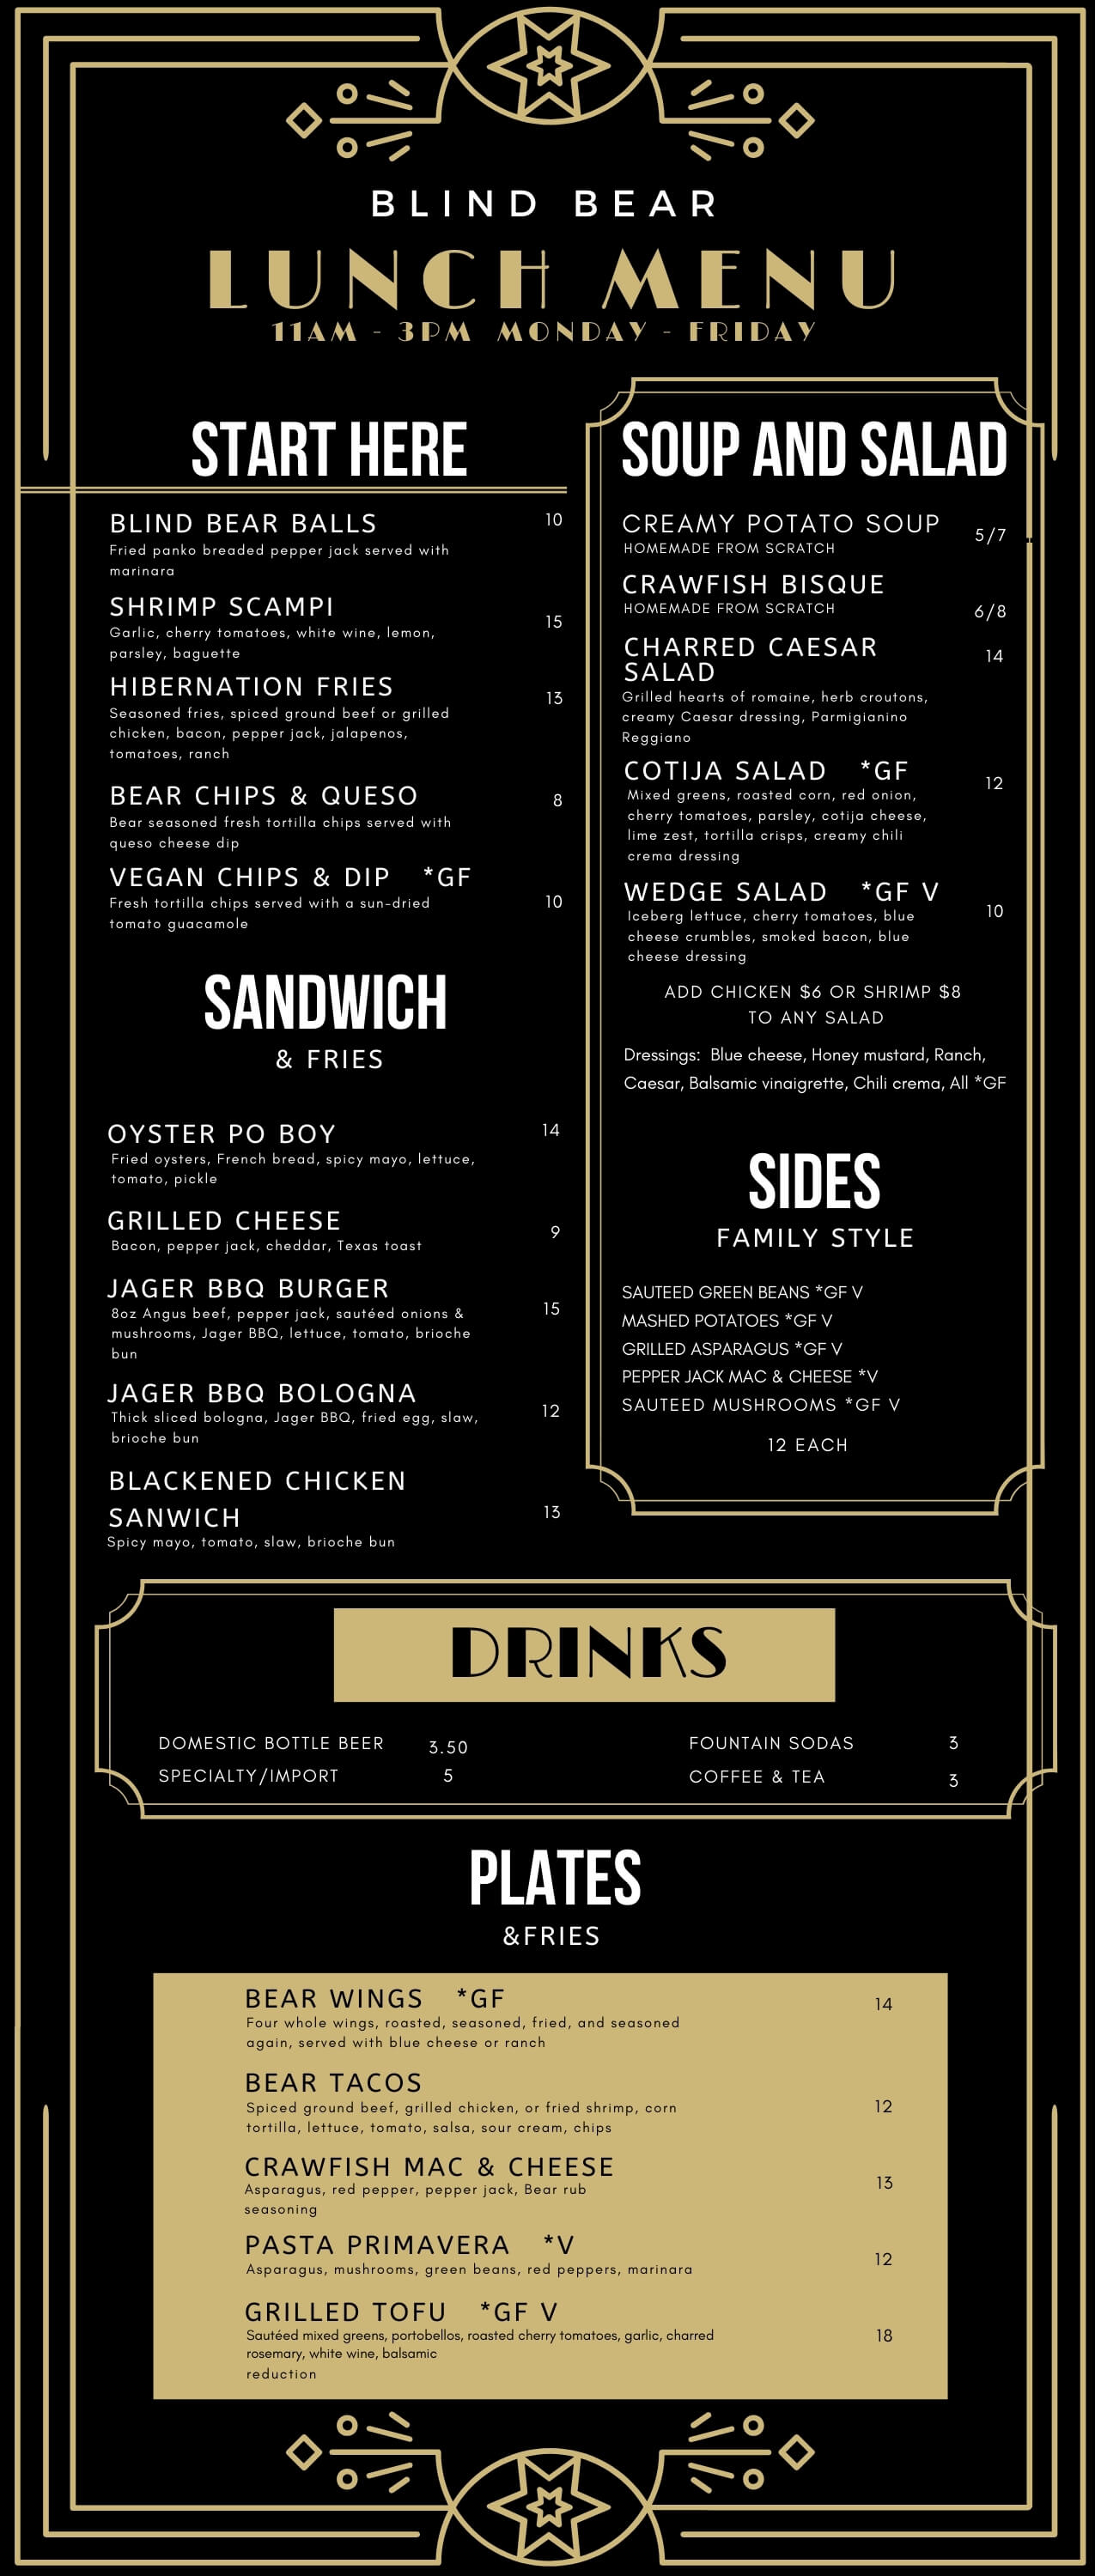 BLIND BEAR
LUNCH MENU
11AM - 3PM MONDAY - FRIDAY
START HERE
BLIND BEAR BALLS 10
Fried panko breaded pepper jack served with
marinara
SHRIMP SCAMPI 15
Garlic, cherry tomatoes, white wine, lemon,
parsley, baguette
HIBERNATION FRIES 13
Seasoned fries, spiced ground beef or grilled
chicken, bacon, pepper jack, jalapenos,
tomatoes, ranch
BEAR CHIPS & QUESO 8
Bear seasoned fresh tortilla chips served with
queso cheese dip
VEGAN CHIPS & DIP *GF 10
Fresh tortilla chips served with a sun-dried
tomato guacamole
SANDWICH
& FRIES
OYSTER PO BOY 14
Fried oysters, French bread, spicy mayo, lettuce,
tomato, pickle
GRILLED CHEESE 9
Bacon, pepper jack, cheddar, Texas toast
JAGER BBQ BURGER 15
8oz Angus beef, pepper jack, sautéed onions &
mushrooms, Jager BBQ, lettuce, tomato, brioche
bun
JAGER BBQ BOLOGNA 12
Thick sliced bologna, Jager BBQ, fried egg, slaw,
brioche bun
BLACKENED CHICKEN
SANWICH 13
Spicy mayo, tomato, slaw, brioche bun
SOUP AND SALAD
CREAMY POTATO SOUP 5/7
HOMEMADE FROM SCRATCH
CRAWFISH BISQUE 6/8
HOMEMADE FROM SCRATCH
CHARRED CAESAR 14
SALAD
Grilled hearts of romaine, herb croutons,
creamy Caesar dressing, Parmigianino
Reggiano
COTIJA SALAD *GF 12
Mixed greens, roasted corn, red onion,
cherry tomatoes, parsley, cotija cheese,
lime zest, tortilla crisps, creamy chili
crema dressing
WEDGE SALAD *GF V 10
Iceberg lettuce, cherry tomatoes, blue
cheese crumbles, smoked bacon, blue
cheese dressing
ADD CHICKEN $6 OR SHRIMP $8
TO ANY SALAD
Dressings: Blue cheese, Honey mustard, Ranch,
Caesar, Balsamic vinaigrette, Chili crema, All *GF
SIDES
FAMILY STYLE
SAUTEED GREEN BEANS *GF V
MASHED POTATOES *GF V
GRILLED ASPARAGUS *GF V
PEPPER JACK MAC & CHEESE *V
SAUTEED MUSHROOMS *GF V
12 EACH
DRINKS
DOMESTIC BOTTLE BEER 3.50
SPECIALTY/IMPORT 5
FOUNTAIN SODAS 3
COFFEE & TEA 3
PLATES
&FRIES
BEAR WINGS *GF 14
Four whole wings, roasted, seasoned, fried, and seasoned
again, served with blue cheese or ranch
BEAR TACOS 12
Spiced ground beef, grilled chicken, or fried shrimp, corn
tortilla, lettuce, tomato, salsa, sour cream, chips
CRAWFISH MAC & CHEESE 13
Asparagus, red pepper, pepper jack, Bear rub
seasoning
PASTA PRIMAVERA *V 12
Asparagus, mushrooms, green beans, red peppers, marinara
GRILLED TOFU *GF V 18
Sautéed mixed greens, portobellos, roasted cherry tomatoes, garlic, charred
rosemary, white wine, balsamic
reduction